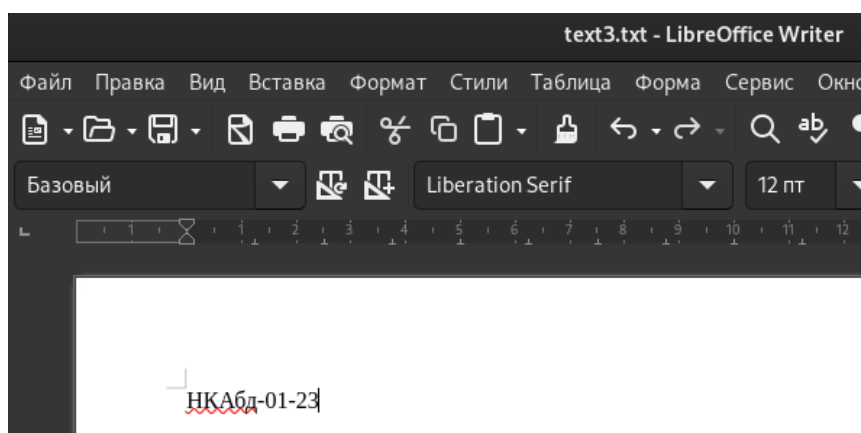 text3.txt - LibreOffice Writer
Файл Правка Вид Вставка Формат Стили Таблица Форма Сервис Окно
Базовый Liberation Serif 12 пт
1 1 2 3 4 5 6 7 8 9 10 11 12
НКАбд-01-23